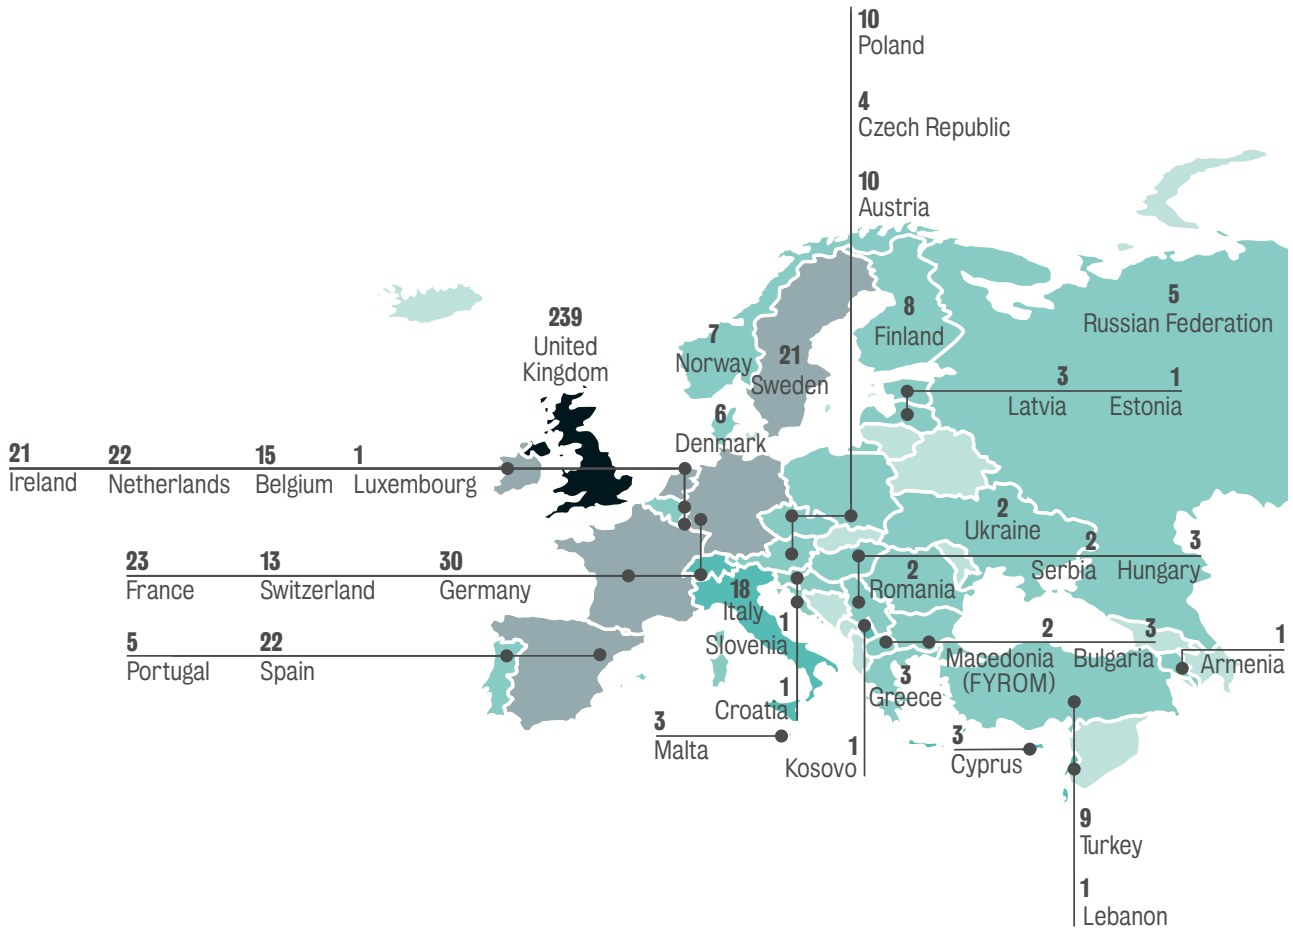 10
Poland
4
Czech Republic
10
Austria
5
Russian Federation
8
Finland
239
United
Kingdom
7
Norway
21
Sweden
3
Latvia
1
Estonia
6
Denmark
21
Ireland
22
Netherlands
15
Belgium
1
Luxembourg
2
Ukraine
23
France
13
Switzerland
30
Germany
2
Serbia
3
Hungary
2
Romania
18
Italy
1
Slovenia
5
Portugal
22
Spain
2
Macedonia
(FYROM)
3
Bulgaria
1
Armenia
3
Greece
1
Croatia
3
Malta
1
Kosovo
3
Cyprus
9
Turkey
1
Lebanon